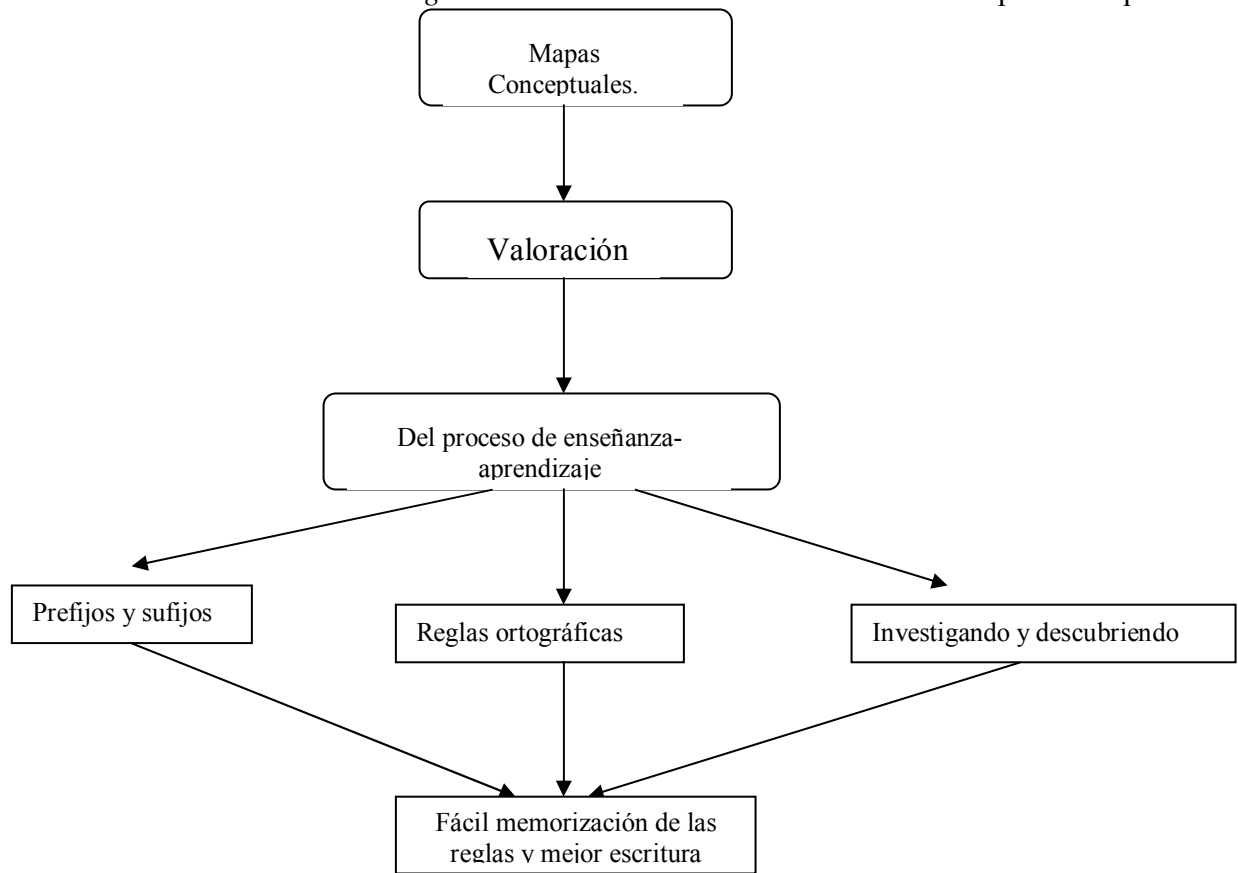 Mapas
Conceptuales.
Valoración
Del proceso de enseñanza-
aprendizaje
Prefijos y sufijos
Reglas ortográficas
Investigando y descubriendo
Fácil memorización de las
reglas y mejor escritura